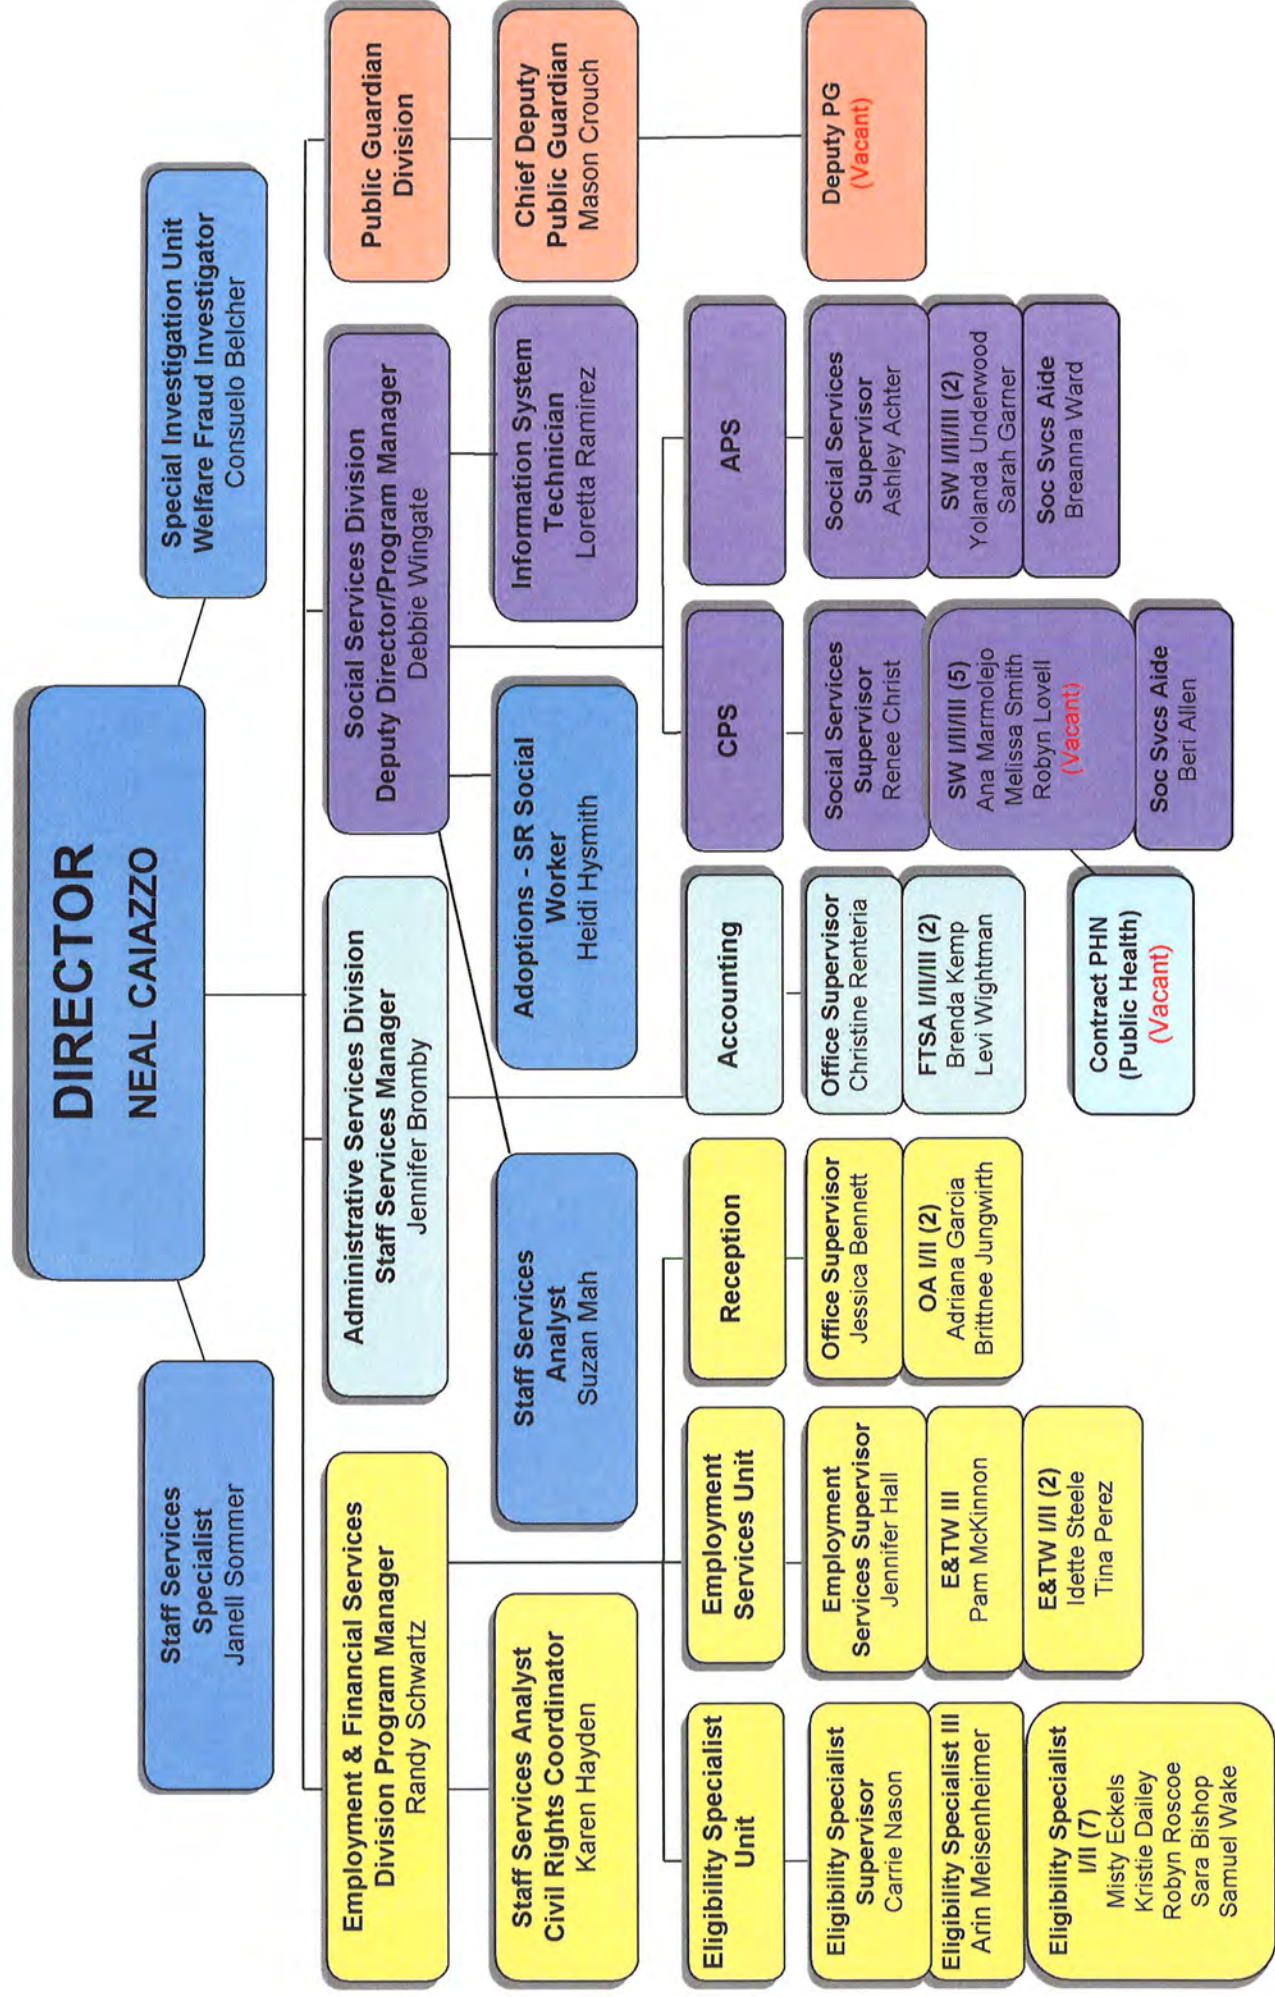 DIRECTOR
NEAL CAIAZZO
Staff Services
Specialist
Janell Sommer
Special Investigation Unit
Welfare Fraud Investigator
Consuelo Belcher
Employment & Financial Services
Division Program Manager
Randy Schwartz
Administrative Services Division
Staff Services Manager
Jennifer Bromby
Social Services Division
Deputy Director/Program Manager
Debbie Wingate
Public Guardian
Division
Staff Services Analyst
Civil Rights Coordinator
Karen Hayden
Staff Services
Analyst
Suzan Mah
Adoptions - SR Social
Worker
Heidi Hysmith
Information System
Technician
Loretta Ramirez
Chief Deputy
Public Guardian
Mason Crouch
Eligibility Specialist
Unit
Employment
Services Unit
Reception
Accounting
CPS
APS
Eligibility Specialist
Supervisor
Carrie Nason
Eligibility Specialist III
Arin Meisenheimer
Eligibility Specialist
I/II (7)
Misty Eckels
Kristie Dailey
Robyn Roscoe
Sara Bishop
Samuel Wake
Employment
Services Supervisor
Jennifer Hall
E&TW III
Pam McKinnon
E&TW I/II (2)
Idette Steele
Tina Perez
Office Supervisor
Jessica Bennett
OA I/II (2)
Adriana Garcia
Brittnee Jungwirth
Office Supervisor
Christine Renteria
FTSA I/II/III (2)
Brenda Kemp
Levi Wightman
Contract PHN
(Public Health)
(Vacant)
Social Services
Supervisor
Renee Christ
SW I/II/III (5)
Ana Marmolejo
Melissa Smith
Robyn Lovell
(Vacant)
Soc Svcs Aide
Beri Allen
Social Services
Supervisor
Ashley Achter
SW I/II/III (2)
Yolanda Underwood
Sarah Garner
Soc Svcs Aide
Breanna Ward
Deputy PG
(Vacant)